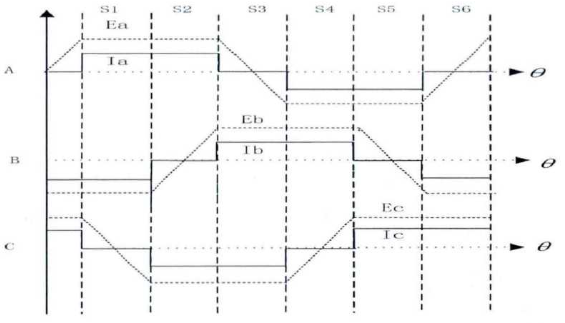 S1 S2 S3 S4 S5 S6
Ea
Ia
A θ
Eb
Ib
B θ
Ec
Ic
C θ